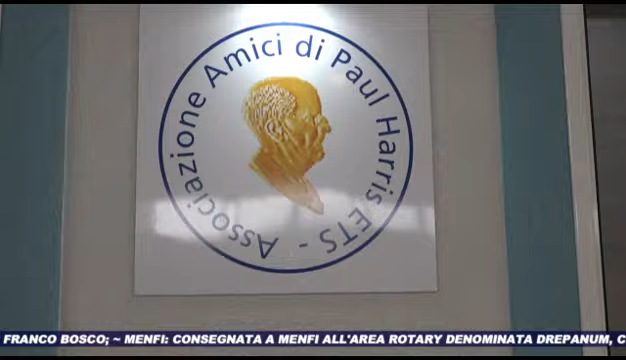 Associazione Amici di Paul Harris ETS -
FRANCO BOSCO; ~ MENFI: CONSEGNATA A MENFI ALL'AREA ROTARY DENOMINATA DREPANUM, C